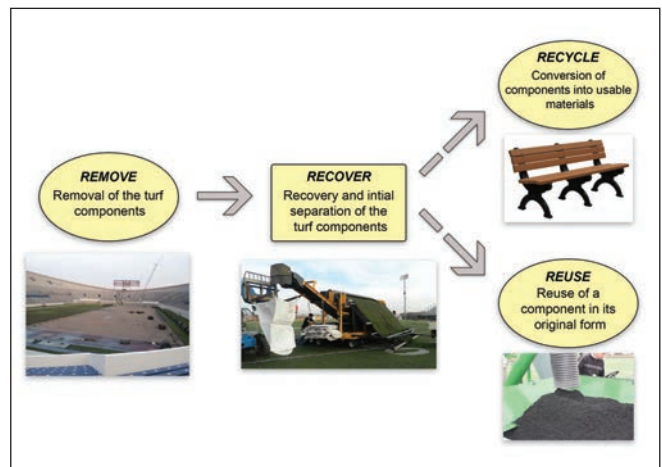 REMOVE
Removal of the turf
components
RECOVER
Recovery and intial
separation of the
turf components
RECYCLE
Conversion of
components into usable
materials
REUSE
Reuse of a
component in its
original form